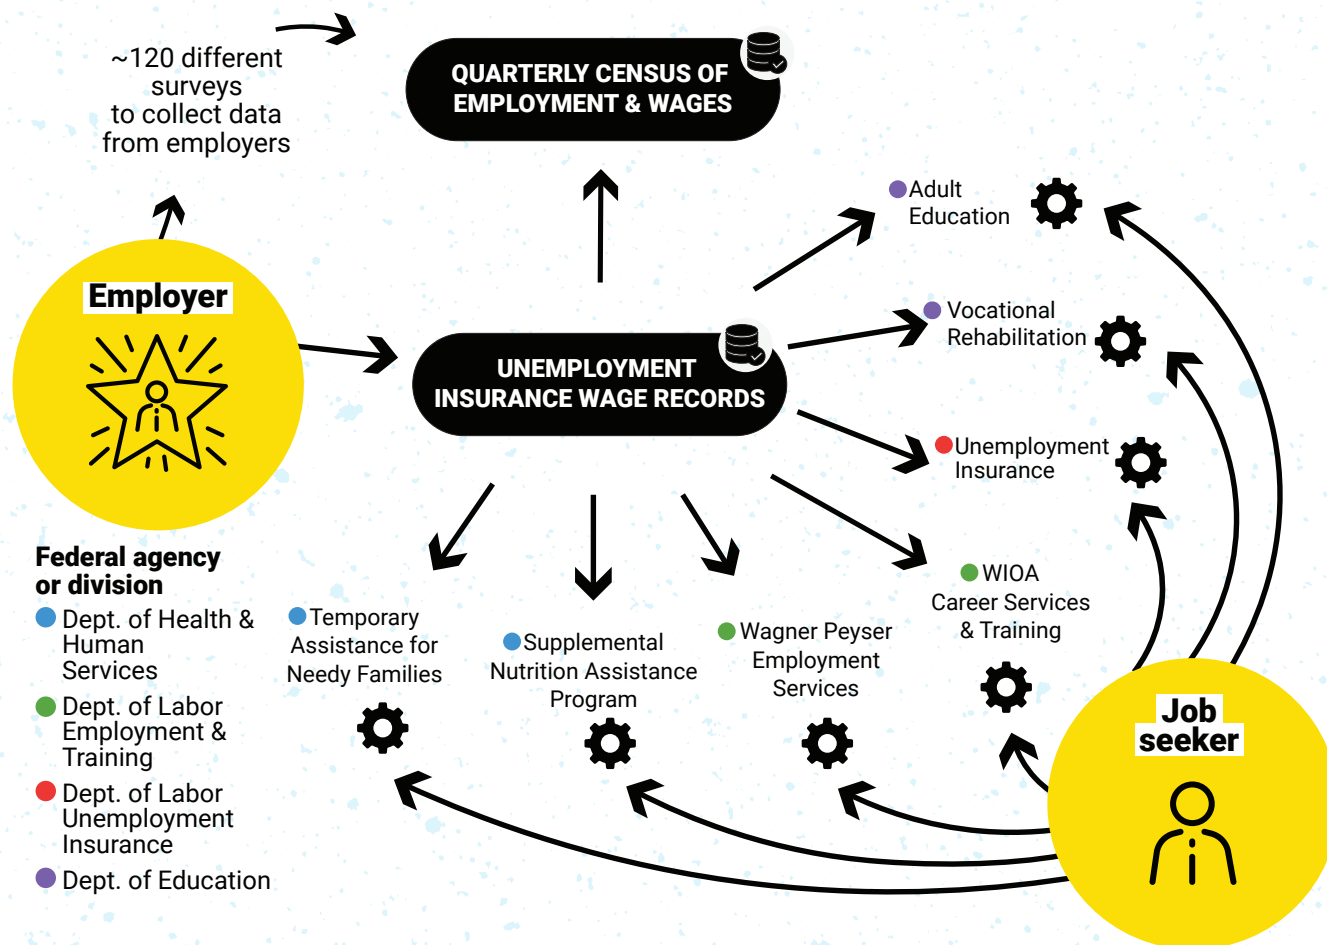 ~120 different
surveys
to collect data
from employers
QUARTERLY CENSUS OF
EMPLOYMENT & WAGES
Adult
Education
Employer
Vocational
Rehabilitation
UNEMPLOYMENT
INSURANCE WAGE RECORDS
Unemployment
Insurance
Federal agency
or division
Dept. of Health &
Human
Services
Dept. of Labor
Employment &
Training
Dept. of Labor
Unemployment
Insurance
Dept. of Education
Temporary
Assistance for
Needy Families
Supplemental
Nutrition Assistance
Program
Wagner Peyser
Employment
Services
WIOA
Career Services
& Training
Job
seeker